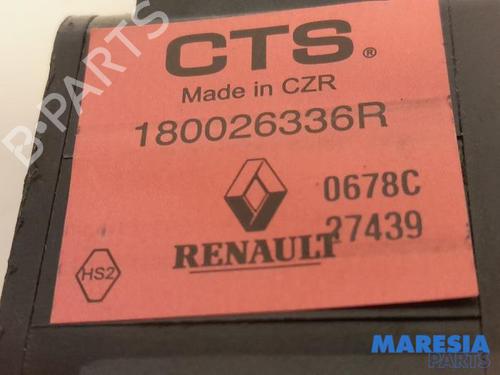 CTS®
Made in CZR
180026336R
0678C
27439
RENAULT
HS2
B-PARTS
MARESIA
PARTS